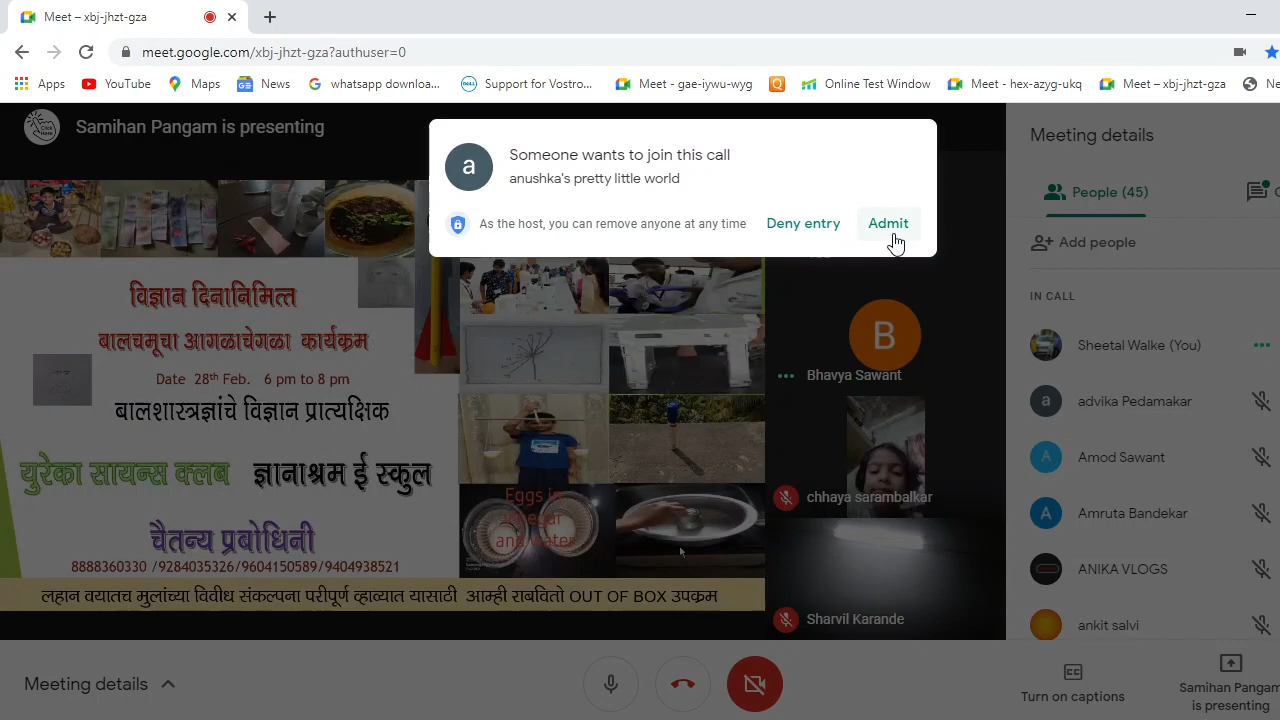 Meet – xbj-jhzt-gza
meet.google.com/xbj-jhzt-gza?authuser=0
Apps YouTube Maps News whatsapp downloa... Support for Vostro... Meet - gae-iywu-wyg Online Test Window Meet - hex-azyg-ukq Meet – xbj-jhzt-gza
Samihan Pangam is presenting
a
Someone wants to join this call
anushka's pretty little world
As the host, you can remove anyone at any time
Deny entry
Admit
विज्ञान दिनानिमित्त
बालचमूचा आगळाचेगळा कार्यक्रम
Date 28th Feb. 6 pm to 8 pm
बालशास्त्रज्ञांचे विज्ञान प्रात्यक्षिक
युरेका सायन्स क्लब ज्ञानाश्रम ई स्कुल
चैतन्य प्रबोधिनी
8888360330 /9284035326/9604150589/9404938521
लहान वयातच मुलांच्या विवीध संकल्पना परीपूर्ण व्हाव्यात यासाठी आम्ही राबवितो OUT OF BOX उपक्रम
Eggs in
vinegar
and water
B
Bhavya Sawant
chhaya sarambalkar
Sharvil Karande
Meeting details
People (45)
Add people
IN CALL
Sheetal Walke (You)
a
advika Pedamakar
A
Amod Sawant
A
Amruta Bandekar
ANIKA VLOGS
ankit salvi
Meeting details
Turn on captions
Samihan Pangam
is presenting